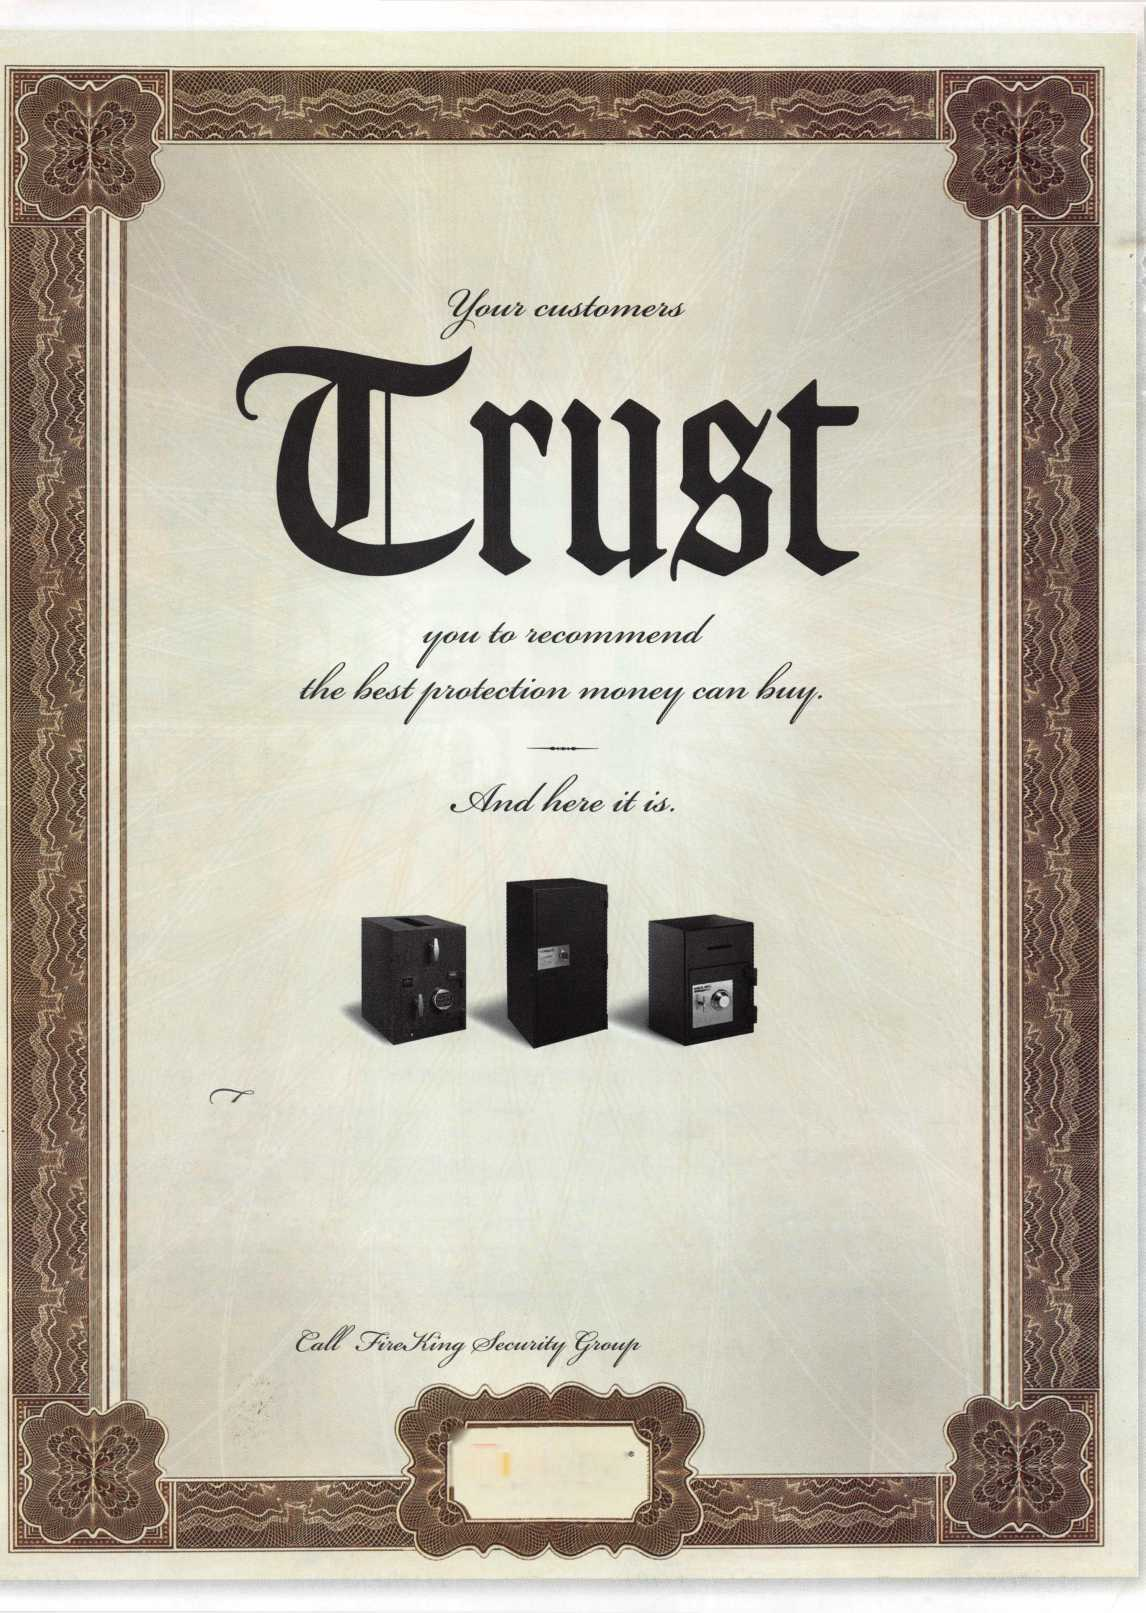 Your customers
Trust
you to recommend
the best protection money can buy.
And here it is.
Call FireKing Security Group